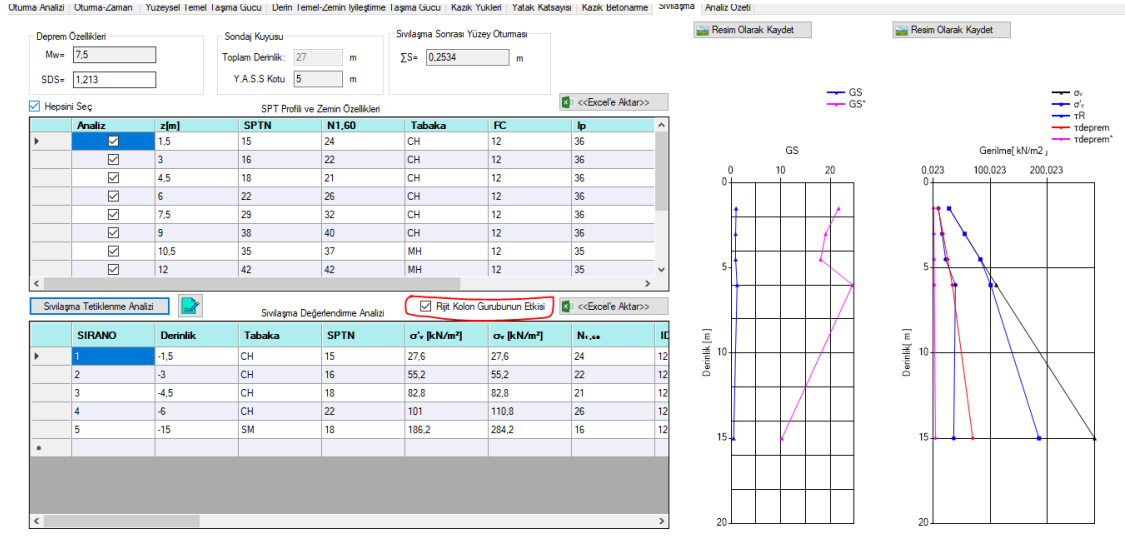 Oturma Analizi Oturma-Zaman Yüzeysel Temel Taşıma Gücü Derin Temel-Zemin İyileştirme Taşıma Gücü Kazık Yükleri Yatak Katsayısı Kazık Betonarme Sıvılaşma Analiz Özeti
Deprem Özellikleri
Mw= 7,5
SDS= 1,213
Sondaj Kuyusu
Toplam Derinlik: 27 m
Y.A.S.S Kotu 5 m
Sıvılaşma Sonrası Yüzey Oturması
∑S= 0,2534 m
Resim Olarak Kaydet
Resim Olarak Kaydet
Hepsini Seç
SPT Profili ve Zemin Özellikleri
<<Excel'e Aktar>>
Analiz z[m] SPTN N1,60 Tabaka FC Ip
1,5 15 24 CH 12 36
3 16 22 CH 12 36
4,5 18 21 CH 12 36
6 22 26 CH 12 36
7,5 29 32 CH 12 36
9 38 40 CH 12 36
10,5 35 37 MH 12 35
12 42 42 MH 12 35
Sıvılaşma Tetiklenme Analizi
Sıvılaşma Değerlendirme Analizi
Rijit Kolon Gurubunun Etkisi
<<Excel'e Aktar>>
SIRANO Derinlik Tabaka SPTN σ'ᵥ [kN/m²] σᵥ [kN/m²] N₁,₆₀
1 -1,5 CH 15 27,6 27,6 24 12
2 -3 CH 16 55,2 55,2 22 12
3 -4,5 CH 18 82,8 82,8 21 12
4 -6 CH 22 101 110,8 26 12
5 -15 SM 18 186,2 284,2 16 12
GS
GS*
GS
0 10 20
0
5
10
15
20
Derinlik [m]
σᵥ
σ'ᵥ
τR
τdeprem
τdeprem*
Gerilme[ kN/m2 ]
0,023 100,023 200,023
0
5
10
15
20
Derinlik[ m]